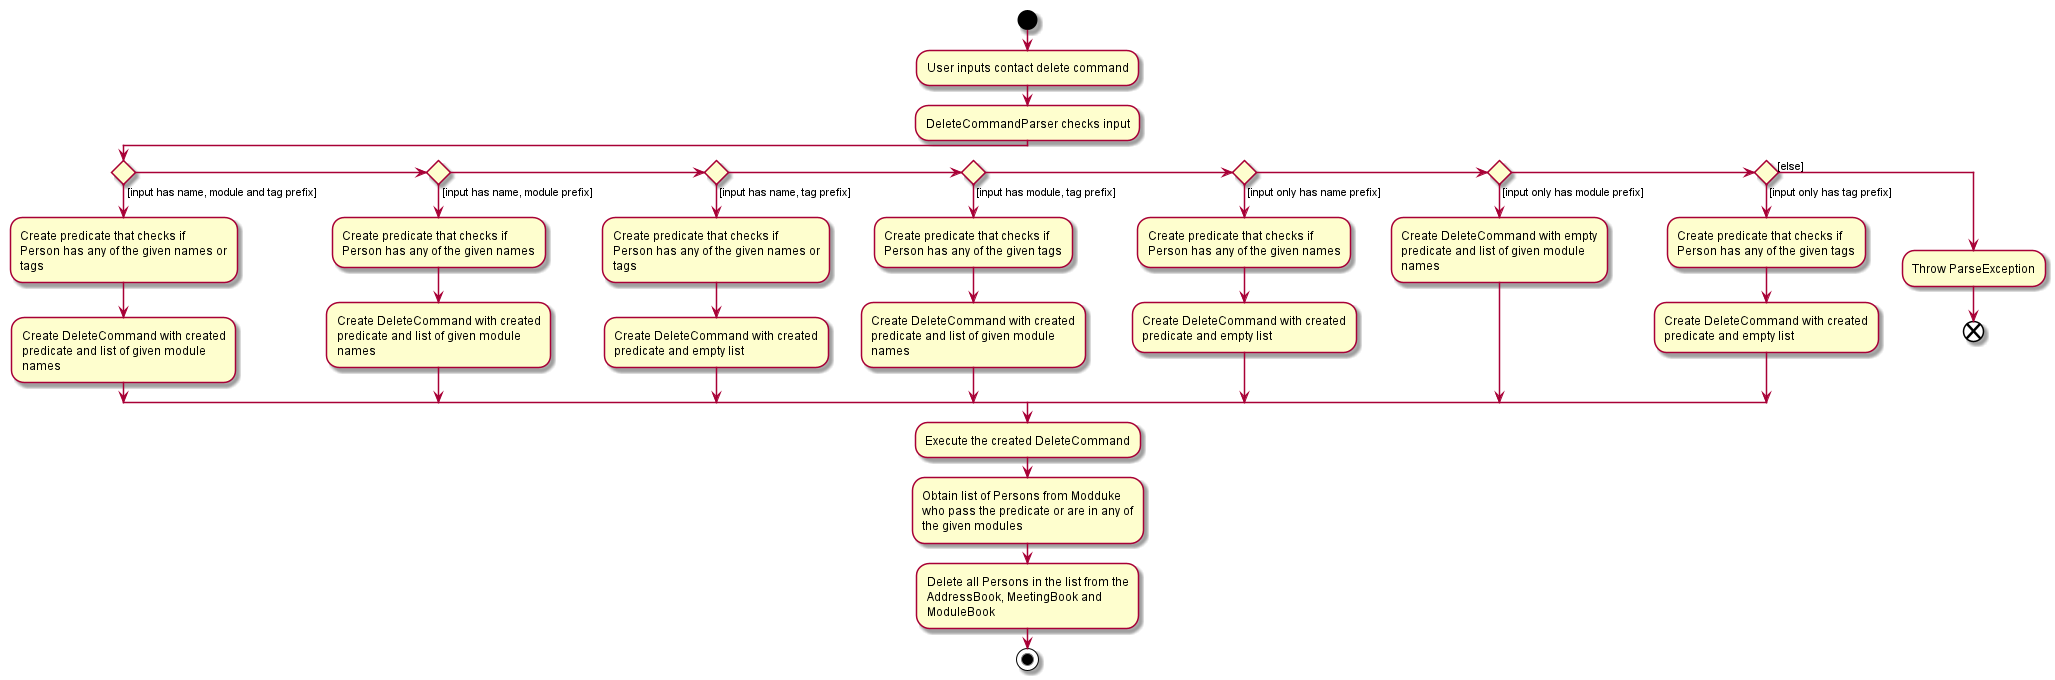 User inputs contact delete command
DeleteCommandParser checks input
[else]
[input has name, module and tag prefix]
[input has name, module prefix]
[input has name, tag prefix]
[input has module, tag prefix]
[input only has name prefix]
[input only has module prefix]
[input only has tag prefix]
Create predicate that checks if
Person has any of the given names or
tags
Create DeleteCommand with created
predicate and list of given module
names
Create predicate that checks if
Person has any of the given names
Create DeleteCommand with created
predicate and list of given module
names
Create predicate that checks if
Person has any of the given names or
tags
Create DeleteCommand with created
predicate and empty list
Create predicate that checks if
Person has any of the given tags
Create DeleteCommand with created
predicate and list of given module
names
Create predicate that checks if
Person has any of the given names
Create DeleteCommand with created
predicate and empty list
Create DeleteCommand with empty
predicate and list of given module
names
Create predicate that checks if
Person has any of the given tags
Create DeleteCommand with created
predicate and empty list
Throw ParseException
Execute the created DeleteCommand
Obtain list of Persons from Modduke
who pass the predicate or are in any of
the given modules
Delete all Persons in the list from the
AddressBook, MeetingBook and
ModuleBook